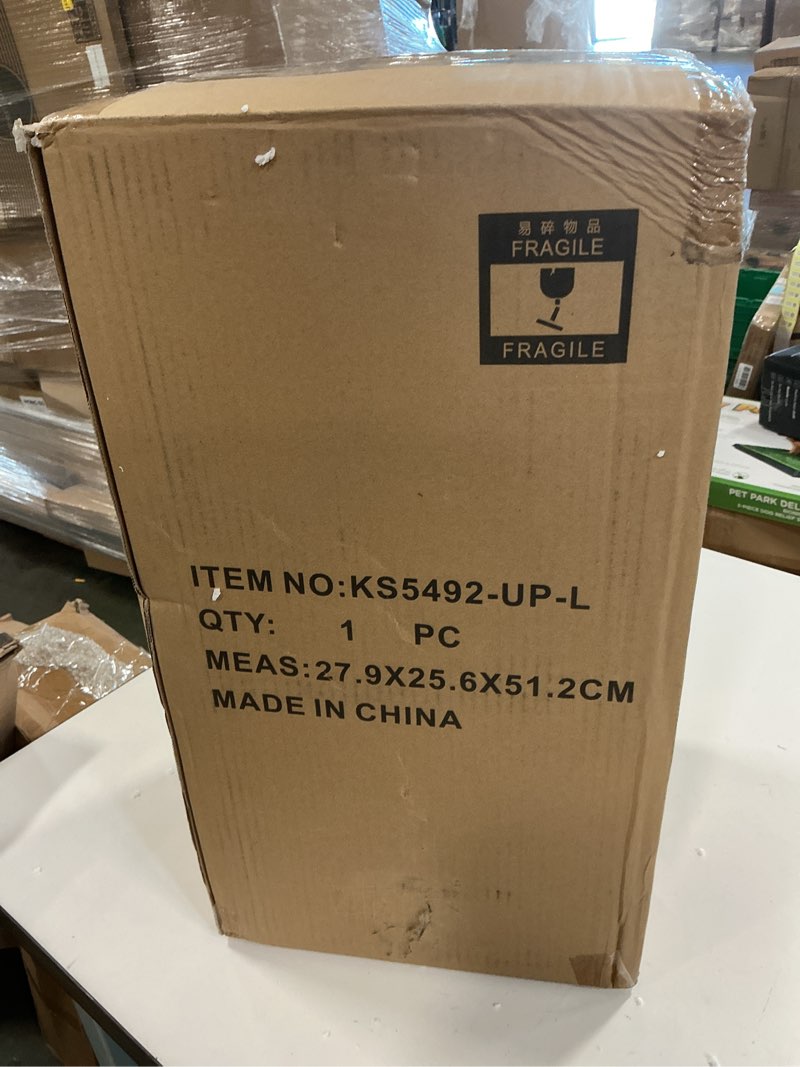 易碎物品
FRAGILE
FRAGILE
ITEM NO:KS5492-UP-L
QTY: 1 PC
MEAS:27.9X25.6X51.2CM
MADE IN CHINA
PET PARK DEL